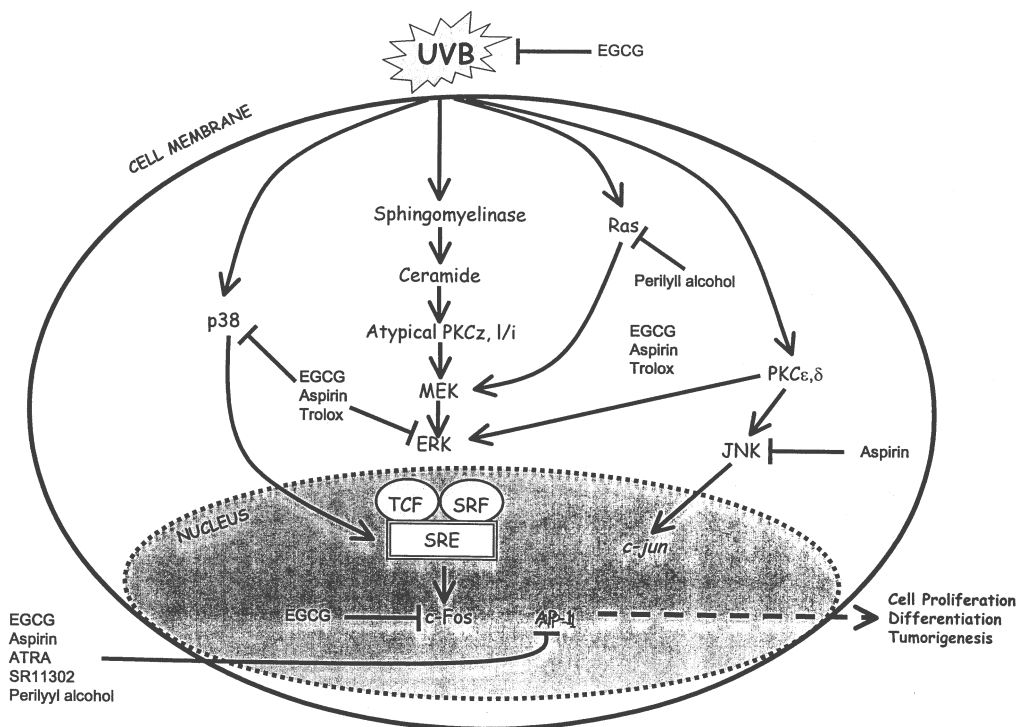 UVB
EGCG
CELL MEMBRANE
Sphingomyelinase
Ras
Ceramide
Perilyll alcohol
p38
Atypical PKCz, l/i
EGCG
Aspirin
Trolox
PKCε,δ
EGCG
Aspirin
Trolox
MEK
ERK
JNK
Aspirin
NUCLEUS
TCF
SRF
SRE
c-jun
EGCG
c-Fos
AP-1
Cell Proliferation
Differentiation
Tumorigenesis
EGCG
Aspirin
ATRA
SR11302
Perilyyl alcohol